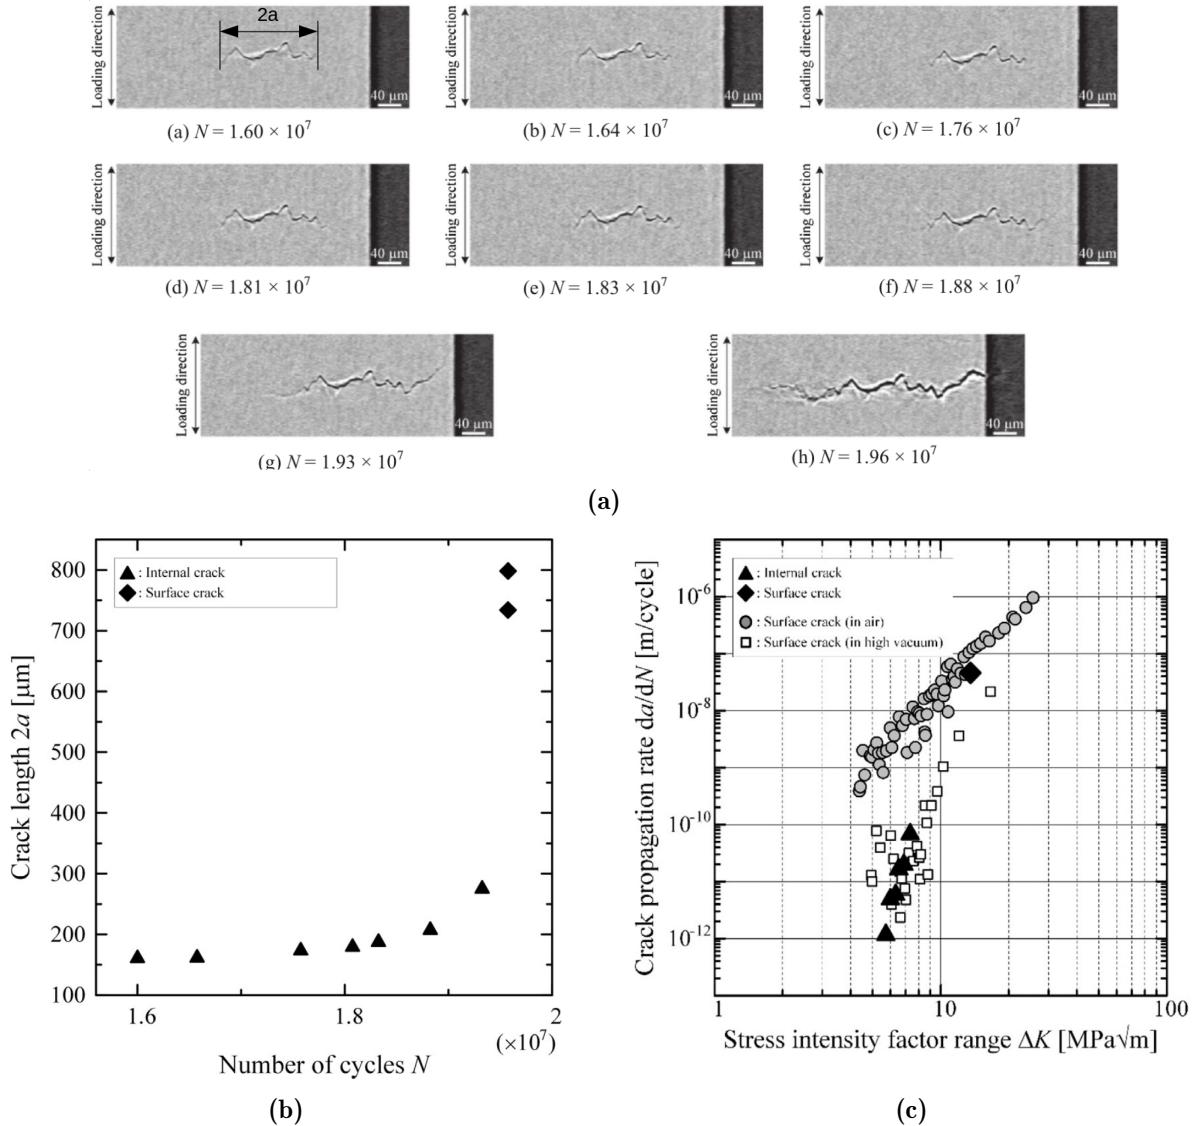 2a
Loading direction
40 μm
(a) N = 1.60 × 10⁷
Loading direction
40 μm
(b) N = 1.64 × 10⁷
Loading direction
40 μm
(c) N = 1.76 × 10⁷
Loading direction
40 μm
(d) N = 1.81 × 10⁷
Loading direction
40 μm
(e) N = 1.83 × 10⁷
Loading direction
40 μm
(f) N = 1.88 × 10⁷
Loading direction
40 μm
(g) N = 1.93 × 10⁷
Loading direction
40 μm
(h) N = 1.96 × 10⁷
(a)
Crack length 2a [μm]
800
700
600
500
400
300
200
100
: Internal crack
: Surface crack
1.6
1.8
2
(×10⁷)
Number of cycles N
(b)
Crack propagation rate da/dN [m/cycle]
10⁻⁶
10⁻⁸
10⁻¹⁰
10⁻¹²
: Internal crack
: Surface crack
: Surface crack (in air)
: Surface crack (in high vacuum)
1
10
100
Stress intensity factor range ΔK [MPa√m]
(c)